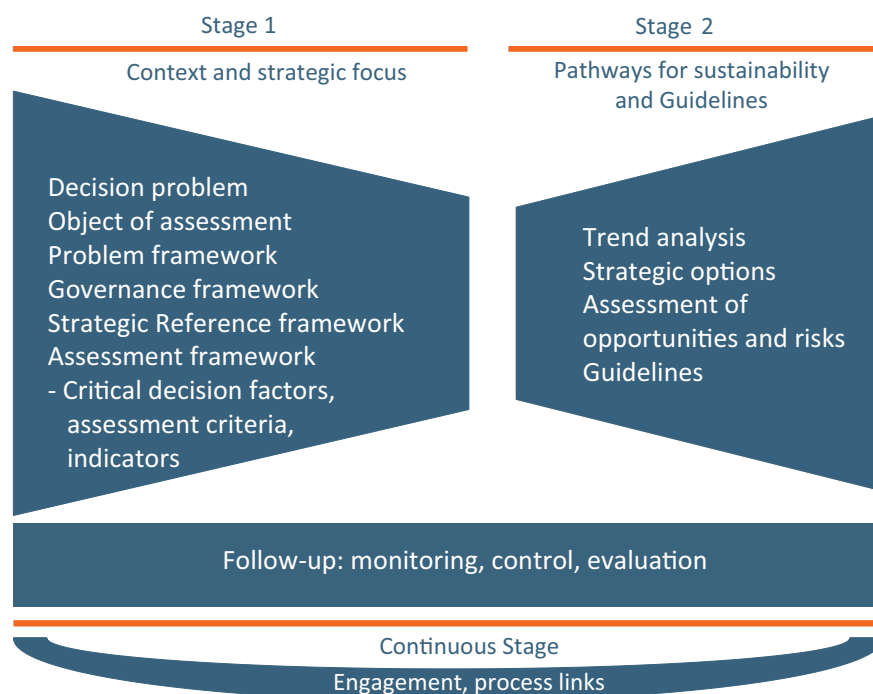 Stage 1
Context and strategic focus
Decision problem
Object of assessment
Problem framework
Governance framework
Strategic Reference framework
Assessment framework
- Critical decision factors,
assessment criteria,
indicators
Stage 2
Pathways for sustainability
and Guidelines
Trend analysis
Strategic options
Assessment of
opportunities and risks
Guidelines
Follow-up: monitoring, control, evaluation
Continuous Stage
Engagement, process links